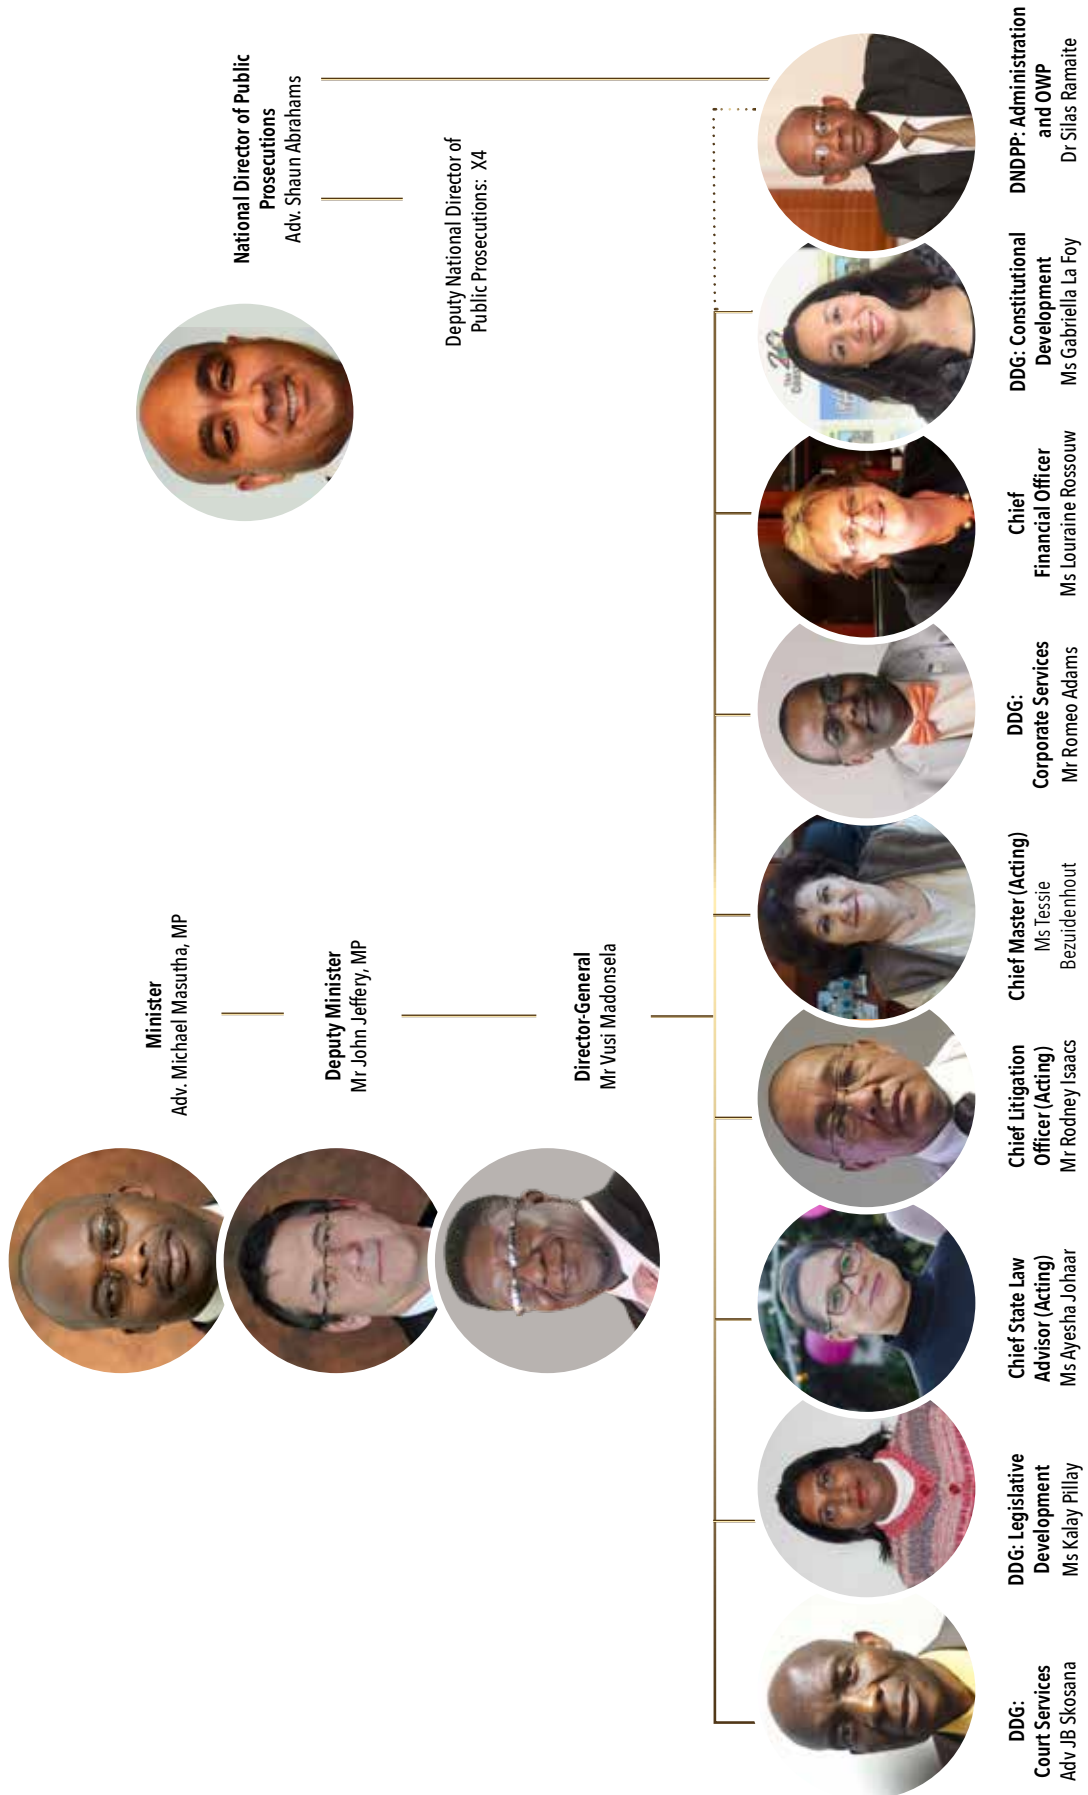 Minister
Adv. Michael Masutha, MP
Deputy Minister
Mr John Jeffery, MP
Director-General
Mr Vusi Madonsela
National Director of Public
Prosecutions
Adv. Shaun Abrahams
Deputy National Director of
Public Prosecutions: X4
DDG:
Court Services
Adv JB Skosana
DDG: Legislative
Development
Ms Kalay Pillay
Chief State Law
Advisor (Acting)
Ms Ayesha Johaar
Chief Litigation
Officer (Acting)
Mr Rodney Isaacs
Chief Master (Acting)
Ms Tessie
Bezuidenhout
DDG:
Corporate Services
Mr Romeo Adams
Chief
Financial Officer
Ms Louraine Rossouw
DDG: Constitutional
Development
Ms Gabriella La Foy
DNDPP: Administration
and OWP
Dr Silas Ramaite